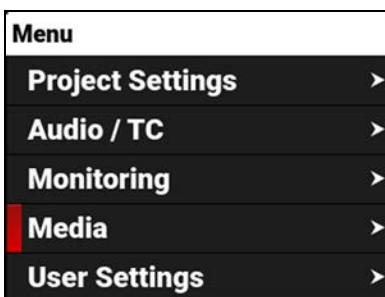 Menu
Project Settings
Audio / TC
Monitoring
Media
User Settings